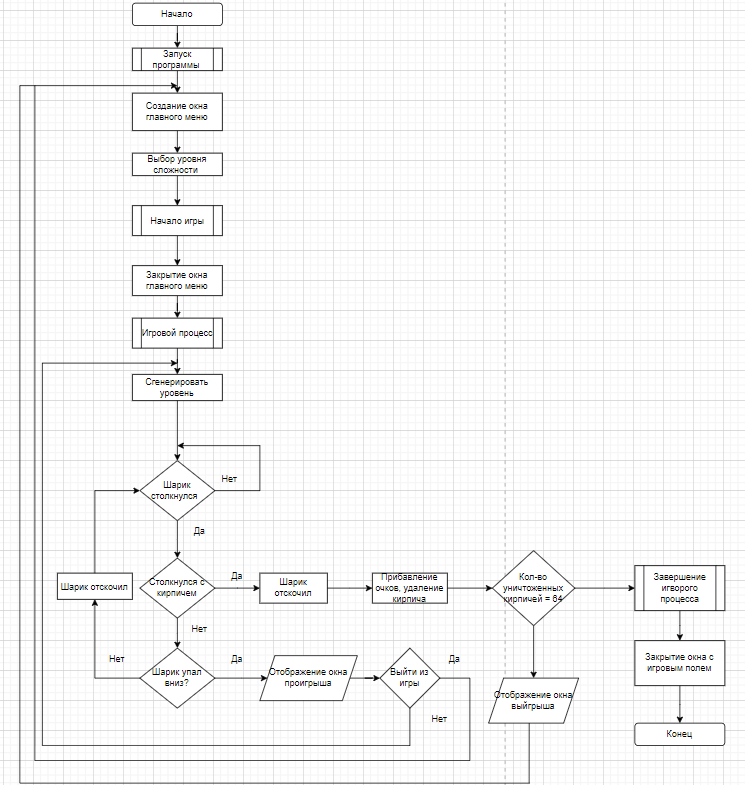 Начало
Запуск
программы
Создание окна
главного меню
Выбор уровня
сложности
Начало игры
Закрытие окна
главного меню
Игровой процесс
Сгенерировать
уровень
Шарик
столкнулся
Нет
Да
Столкнулся с
кирпичем
Да
Шарик
отскочил
Прибавление
очков, удаление
кирпича
Кол-во
уничтоженных
кирпичей = 64
Завершение
игворого
процесса
Шарик отскочил
Нет
Нет
Шарик упал
вниз?
Да
Отображение окна
проигрыша
Выйти из
игры
Да
Нет
Отображение окна
выйгрыша
Закрытие окна с
игровым полем
Конец